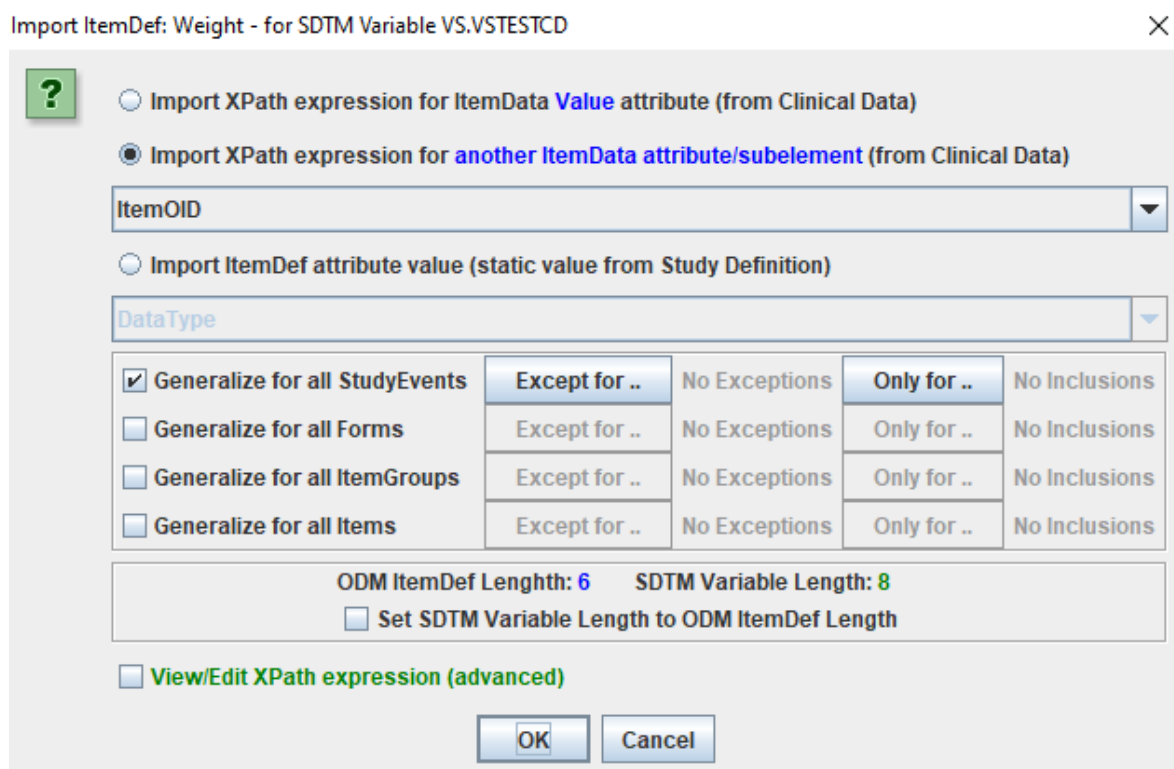 Import ItemDef: Weight - for SDTM Variable VS.VSTESTCD
?
Import XPath expression for ItemData Value attribute (from Clinical Data)
Import XPath expression for another ItemData attribute/subelement (from Clinical Data)
ItemOID
Import ItemDef attribute value (static value from Study Definition)
DataType
Generalize for all StudyEvents Except for .. No Exceptions Only for .. No Inclusions
Generalize for all Forms Except for .. No Exceptions Only for .. No Inclusions
Generalize for all ItemGroups Except for .. No Exceptions Only for .. No Inclusions
Generalize for all Items Except for .. No Exceptions Only for .. No Inclusions
ODM ItemDef Lenghth: 6 SDTM Variable Length: 8
Set SDTM Variable Length to ODM ItemDef Length
View/Edit XPath expression (advanced)
OK Cancel